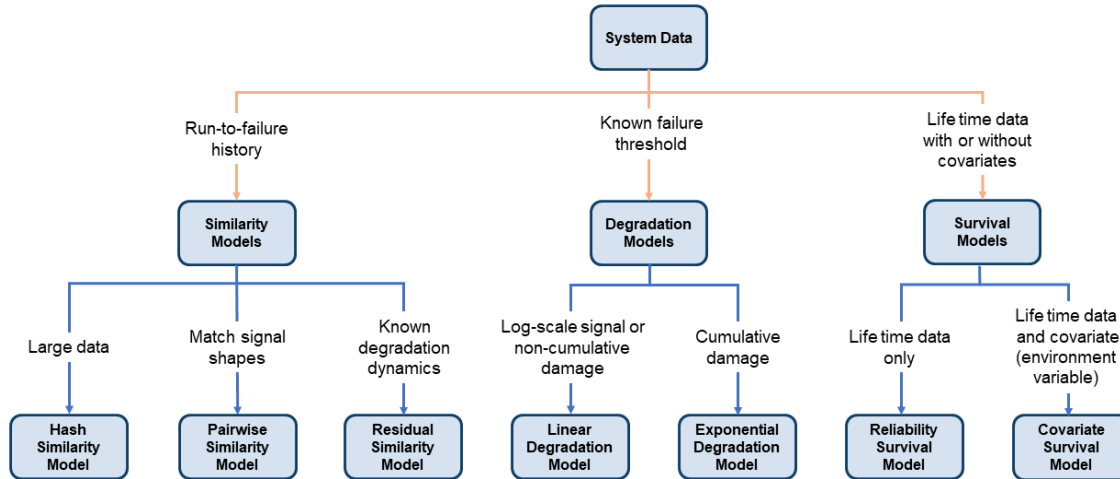 System Data
Run-to-failure
history
Known failure
threshold
Life time data
with or without
covariates
Similarity
Models
Degradation
Models
Survival
Models
Large data
Match signal
shapes
Known
degradation
dynamics
Log-scale signal or
non-cumulative
damage
Cumulative
damage
Life time data
only
Life time data
and covariate
(environment
variable)
Hash
Similarity
Model
Pairwise
Similarity
Model
Residual
Similarity
Model
Linear
Degradation
Model
Exponential
Degradation
Model
Reliability
Survival
Model
Covariate
Survival
Model